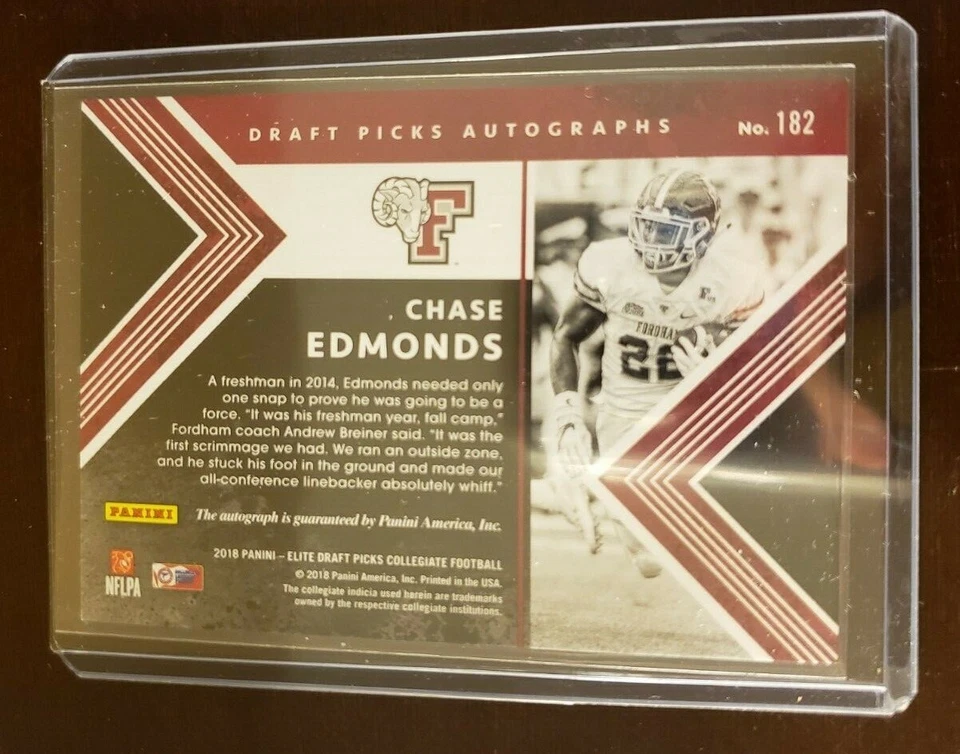 DRAFT PICKS AUTOGRAPHS No. 182
F
CHASE
EDMONDS
A freshman in 2014, Edmonds needed only
one snap to prove he was going to be a
force. "It was his freshman year, fall camp,"
Fordham coach Andrew Breiner said. "It was the
first scrimmage we had. We ran an outside zone,
and he stuck his foot in the ground and made our
all-conference linebacker absolutely whiff."
PANINI The autograph is guaranteed by Panini America, Inc.
2018 PANINI – ELITE DRAFT PICKS COLLEGIATE FOOTBALL
© 2018 Panini America, Inc. Printed in the USA.
The collegiate indicia used herein are trademarks
owned by the respective collegiate institutions.
NFLPA
F
FORDHAM
22